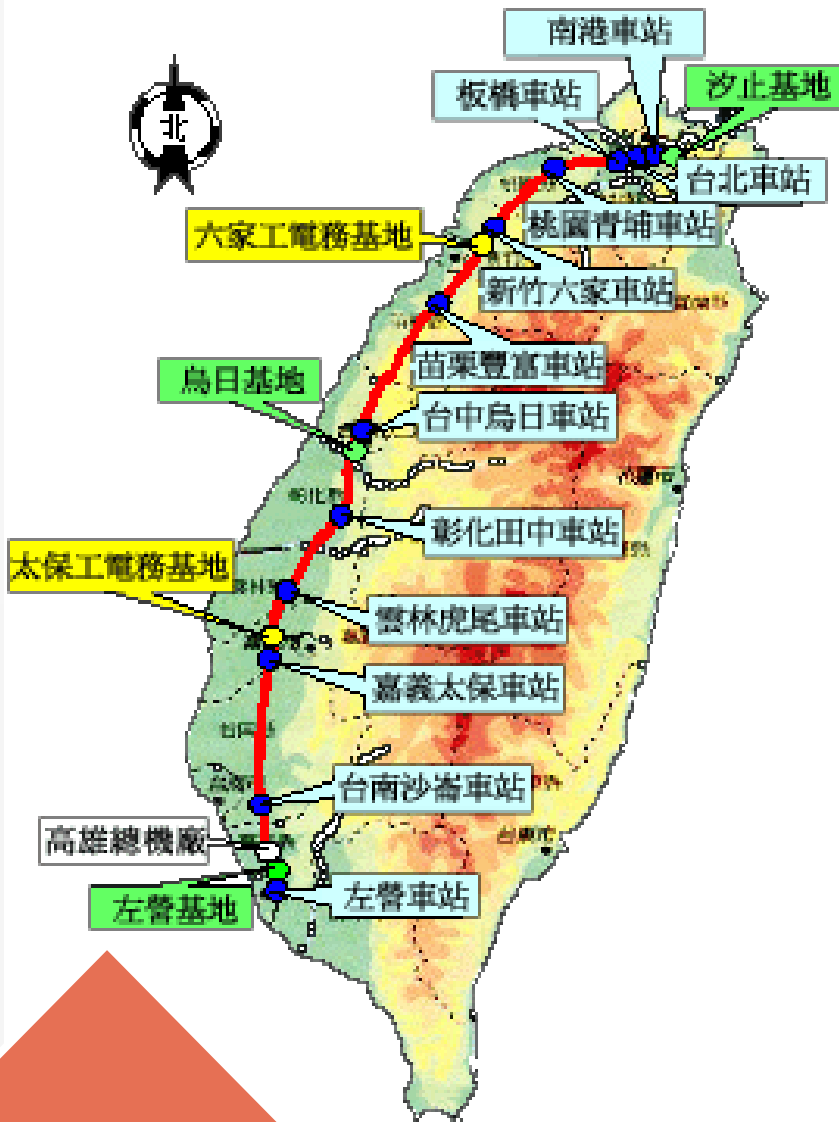 南港車站
板橋車站
汐止基地
北
台北車站
六家工電務基地
桃園青埔車站
新竹六家車站
苗栗豐富車站
烏日基地
台中烏日車站
彰化田中車站
太保工電務基地
雲林虎尾車站
嘉義太保車站
台南沙崙車站
高雄總機廠
台東市
左營車站
左營基地